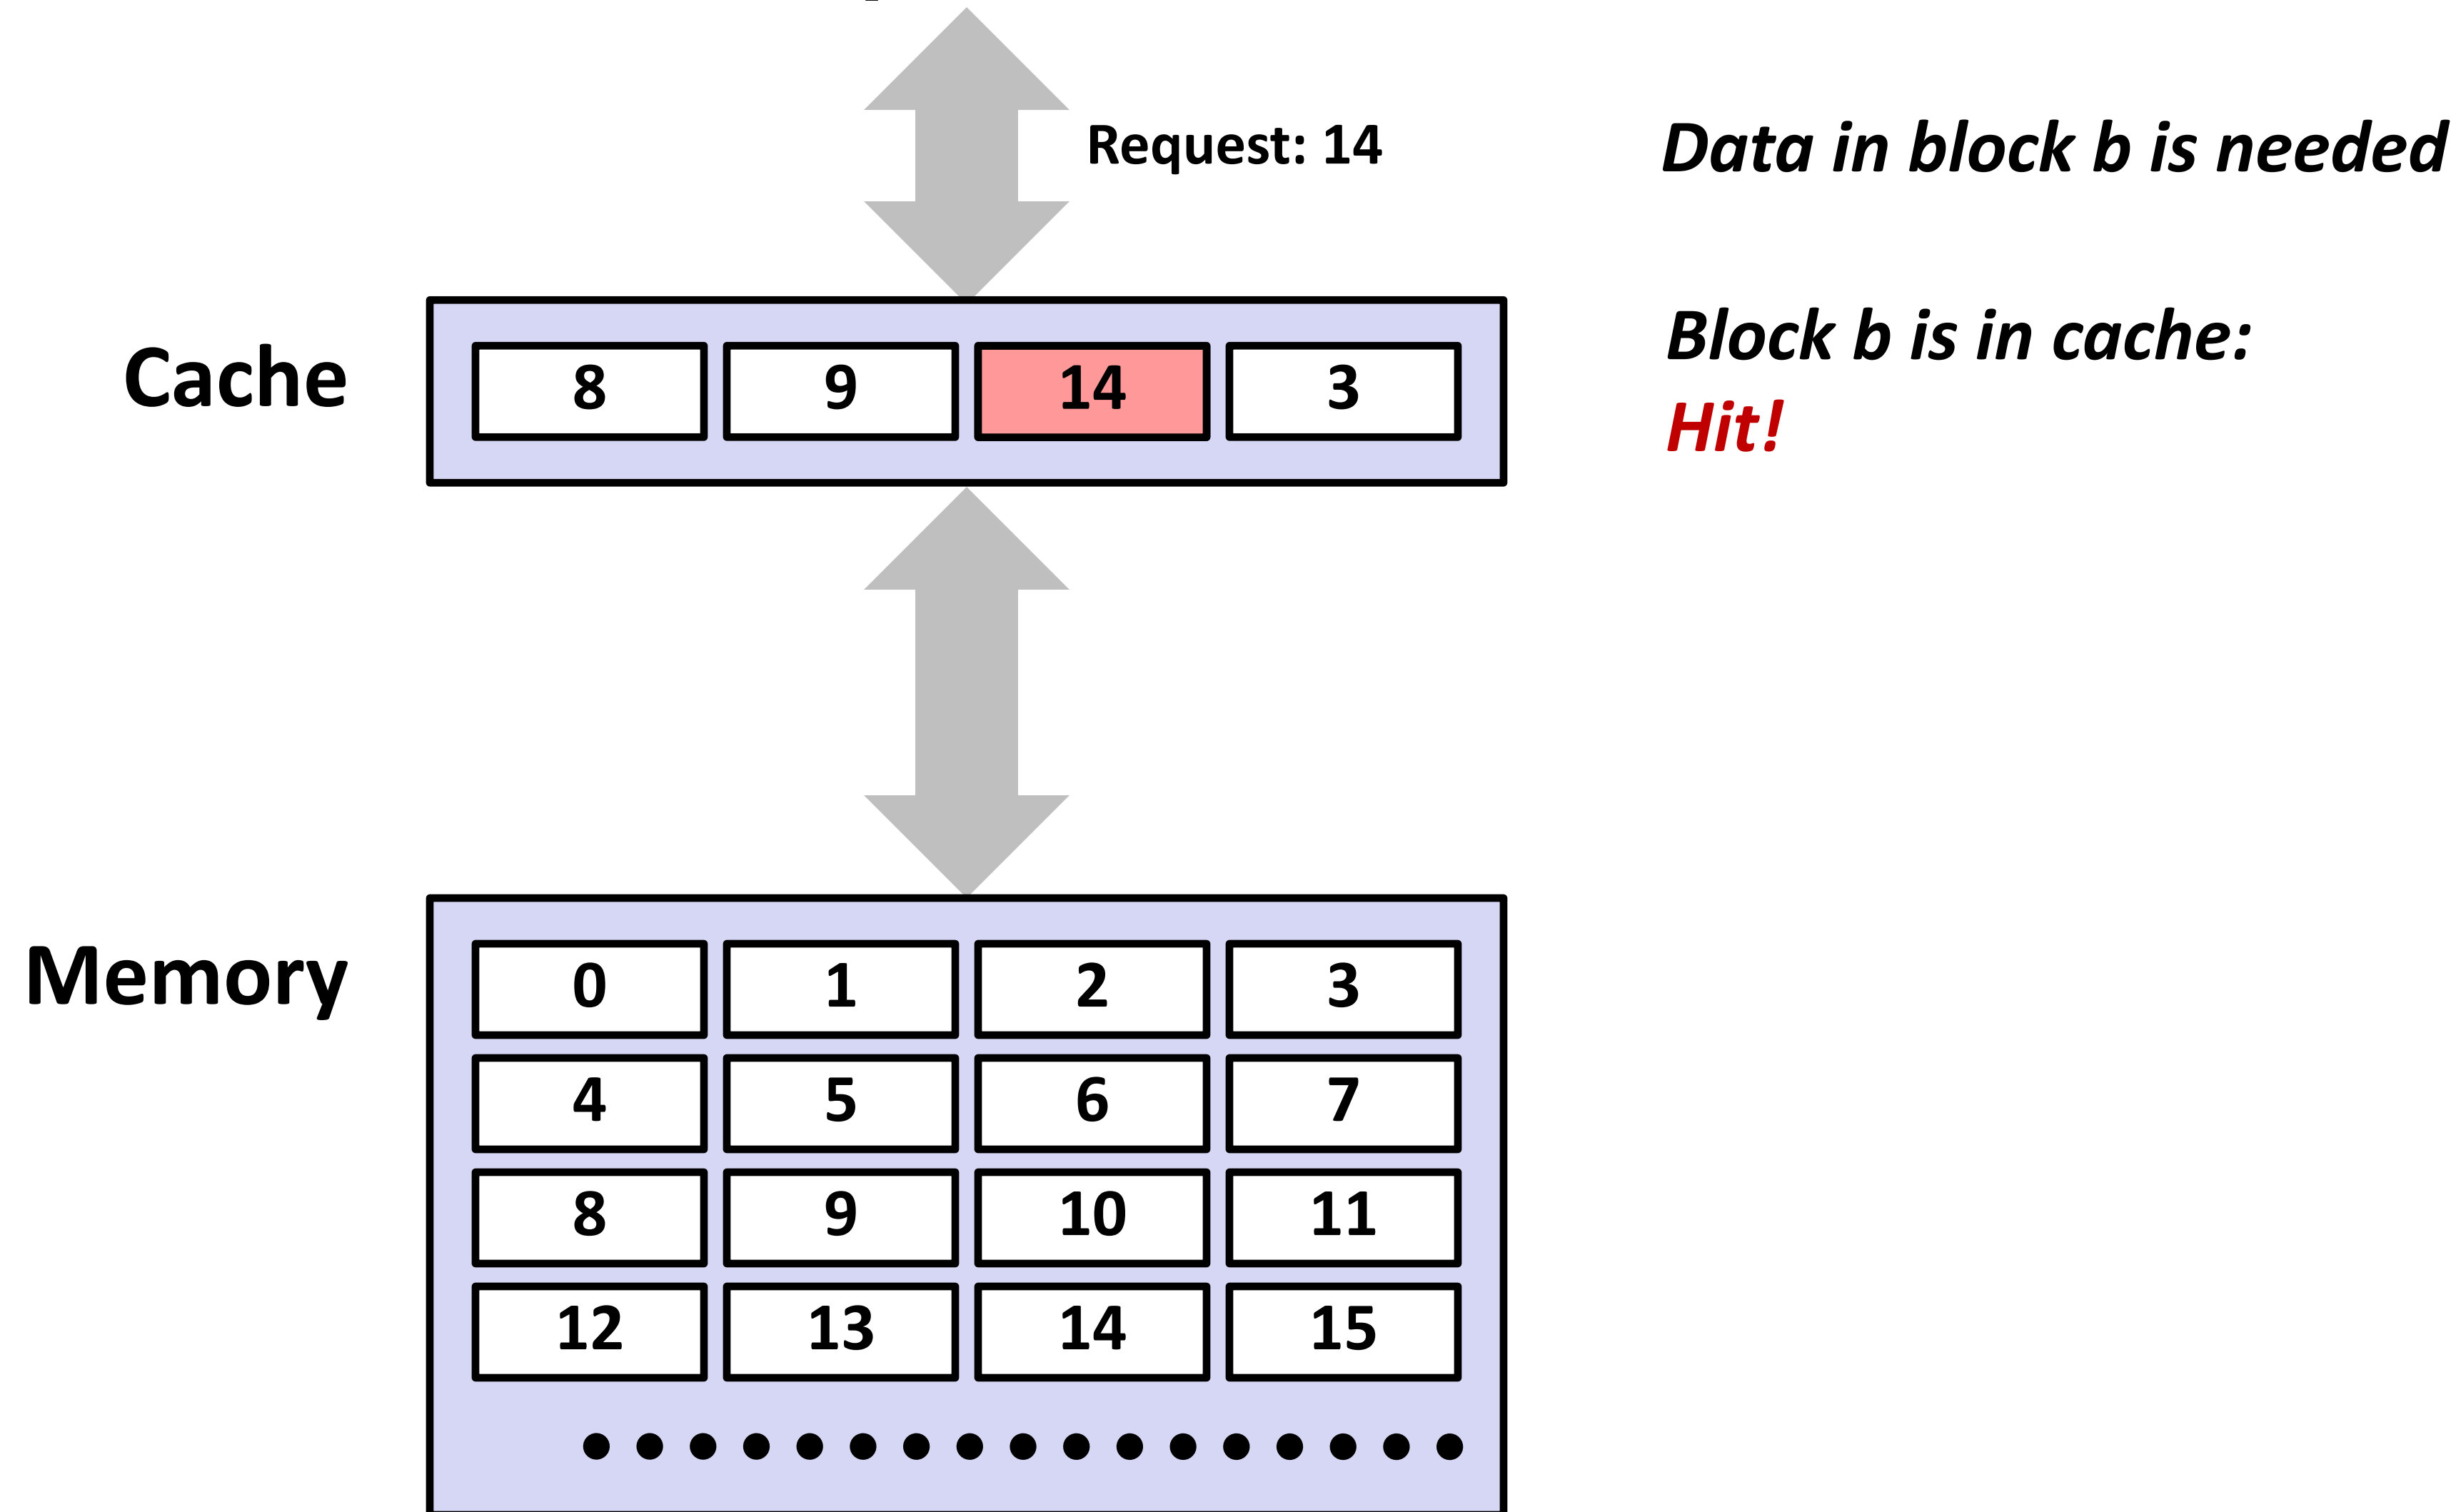 Request: 14
Data in block b is needed
Cache
8 9 14 3
Block b is in cache:
Hit!
Memory
0 1 2 3
4 5 6 7
8 9 10 11
12 13 14 15